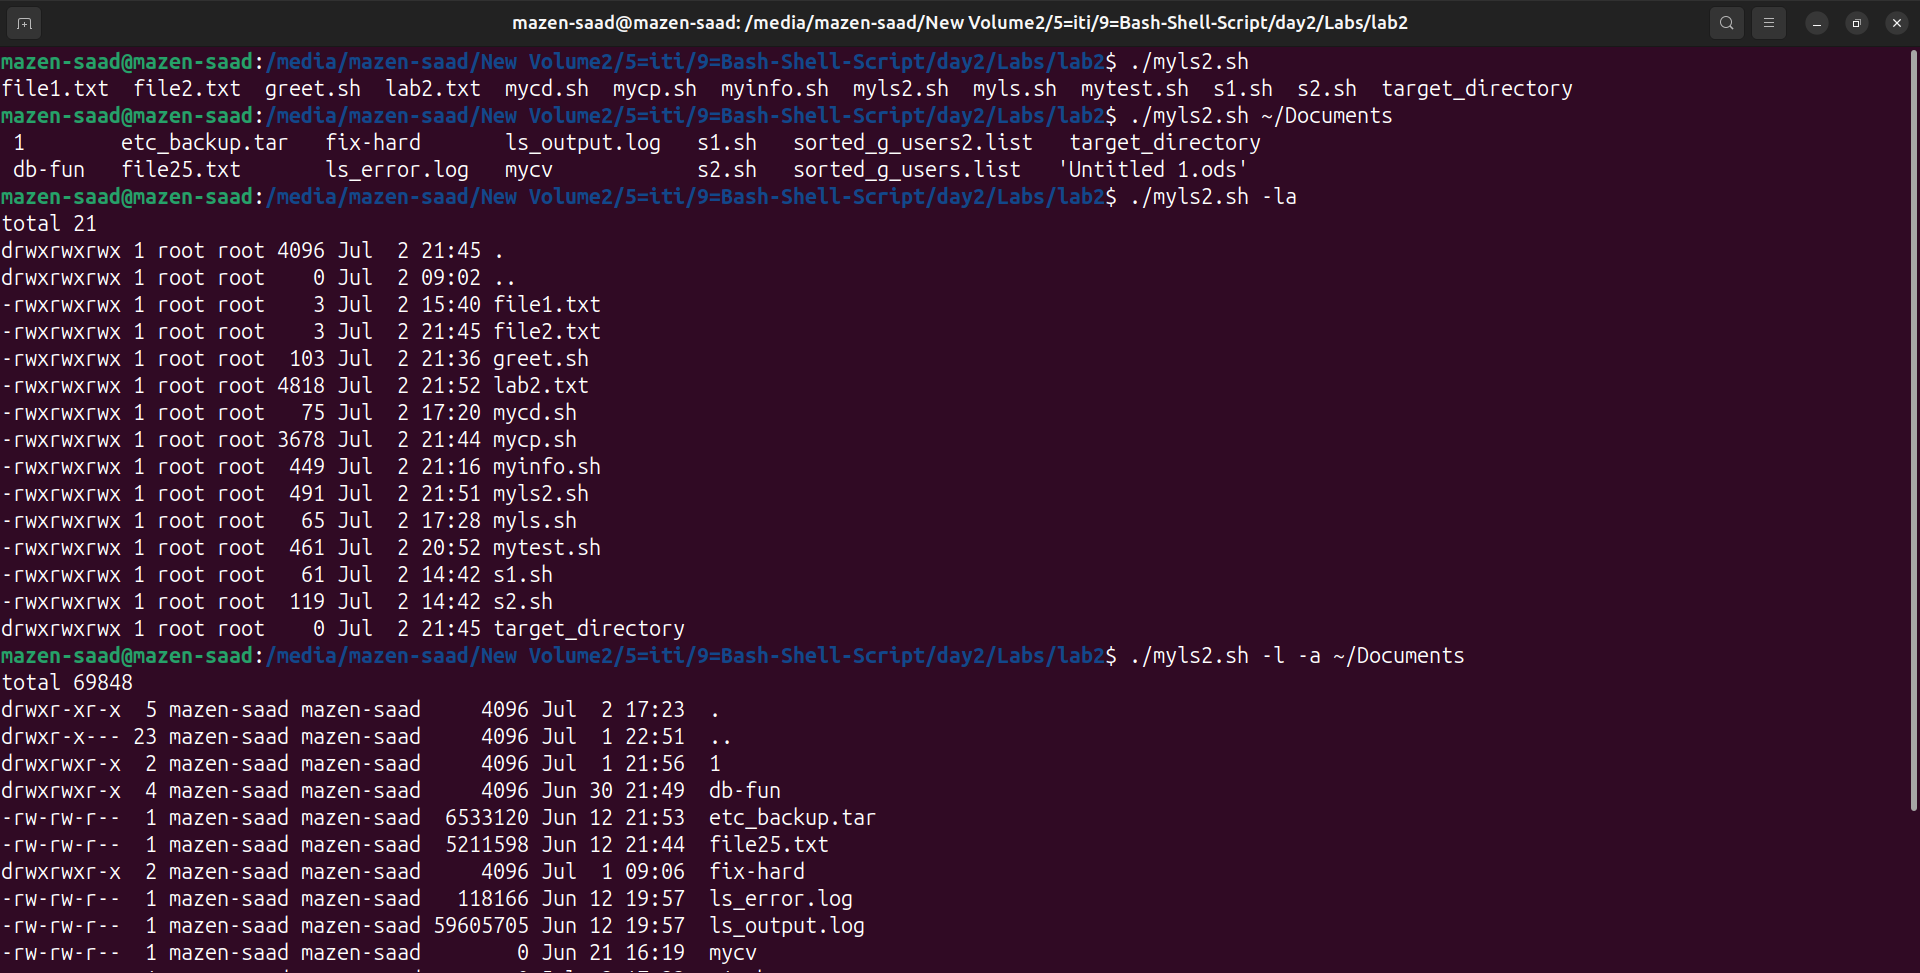 mazen-saad@mazen-saad: /media/mazen-saad/New Volume2/5=iti/9=Bash-Shell-Script/day2/Labs/lab2
mazen-saad@mazen-saad:/media/mazen-saad/New Volume2/5=iti/9=Bash-Shell-Script/day2/Labs/lab2$ ./myls2.sh
file1.txt  file2.txt  greet.sh  lab2.txt  mycd.sh  mycp.sh  myinfo.sh  myls2.sh  myls.sh  mytest.sh  s1.sh  s2.sh  target_directory
mazen-saad@mazen-saad:/media/mazen-saad/New Volume2/5=iti/9=Bash-Shell-Script/day2/Labs/lab2$ ./myls2.sh ~/Documents
 1        etc_backup.tar   fix-hard       ls_output.log   s1.sh   sorted_g_users2.list   target_directory
 db-fun   file25.txt       ls_error.log   mycv            s2.sh   sorted_g_users.list   'Untitled 1.ods'
mazen-saad@mazen-saad:/media/mazen-saad/New Volume2/5=iti/9=Bash-Shell-Script/day2/Labs/lab2$ ./myls2.sh -la
total 21
drwxrwxrwx 1 root root 4096 Jul  2 21:45 .
drwxrwxrwx 1 root root    0 Jul  2 09:02 ..
-rwxrwxrwx 1 root root    3 Jul  2 15:40 file1.txt
-rwxrwxrwx 1 root root    3 Jul  2 21:45 file2.txt
-rwxrwxrwx 1 root root  103 Jul  2 21:36 greet.sh
-rwxrwxrwx 1 root root 4818 Jul  2 21:52 lab2.txt
-rwxrwxrwx 1 root root   75 Jul  2 17:20 mycd.sh
-rwxrwxrwx 1 root root 3678 Jul  2 21:44 mycp.sh
-rwxrwxrwx 1 root root  449 Jul  2 21:16 myinfo.sh
-rwxrwxrwx 1 root root  491 Jul  2 21:51 myls2.sh
-rwxrwxrwx 1 root root   65 Jul  2 17:28 myls.sh
-rwxrwxrwx 1 root root  461 Jul  2 20:52 mytest.sh
-rwxrwxrwx 1 root root   61 Jul  2 14:42 s1.sh
-rwxrwxrwx 1 root root  119 Jul  2 14:42 s2.sh
drwxrwxrwx 1 root root    0 Jul  2 21:45 target_directory
mazen-saad@mazen-saad:/media/mazen-saad/New Volume2/5=iti/9=Bash-Shell-Script/day2/Labs/lab2$ ./myls2.sh -l -a ~/Documents
total 69848
drwxr-xr-x  5 mazen-saad mazen-saad     4096 Jul  2 17:23  .
drwxr-x--- 23 mazen-saad mazen-saad     4096 Jul  1 22:51  ..
drwxrwxr-x  2 mazen-saad mazen-saad     4096 Jul  1 21:56  1
drwxrwxr-x  4 mazen-saad mazen-saad     4096 Jun 30 21:49  db-fun
-rw-rw-r--  1 mazen-saad mazen-saad  6533120 Jun 12 21:53  etc_backup.tar
-rw-rw-r--  1 mazen-saad mazen-saad  5211598 Jun 12 21:44  file25.txt
drwxrwxr-x  2 mazen-saad mazen-saad     4096 Jul  1 09:06  fix-hard
-rw-rw-r--  1 mazen-saad mazen-saad   118166 Jun 12 19:57  ls_error.log
-rw-rw-r--  1 mazen-saad mazen-saad 59605705 Jun 12 19:57  ls_output.log
-rw-rw-r--  1 mazen-saad mazen-saad        0 Jun 21 16:19  mycv